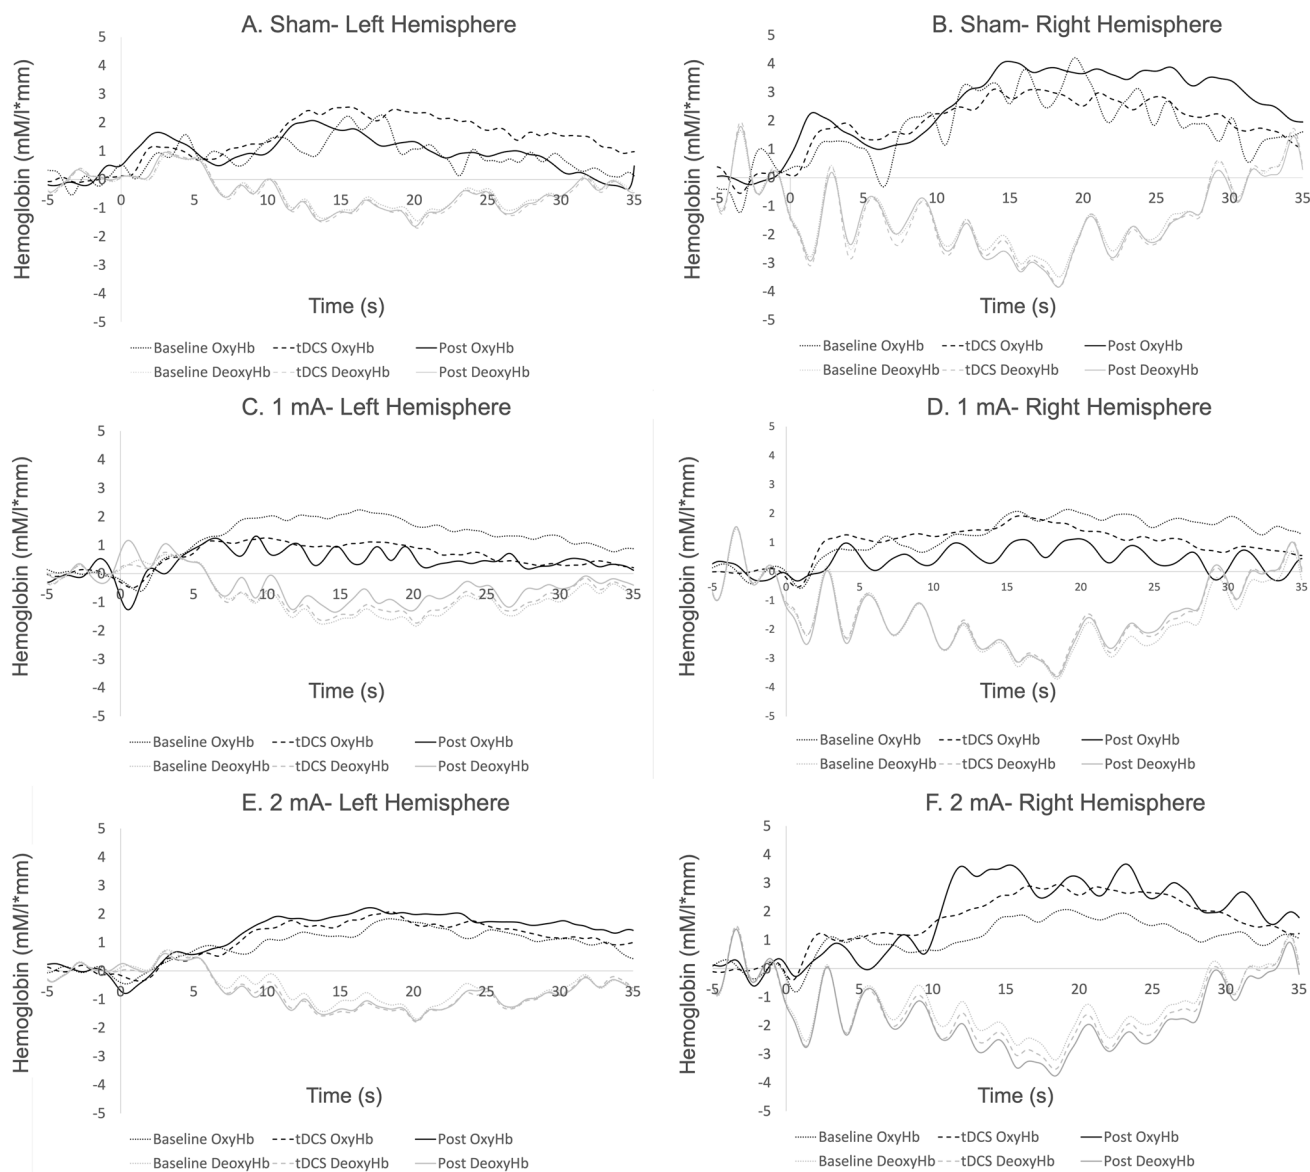 A. Sham- Left Hemisphere
Hemoglobin (mM/l*mm)
5
4
3
2
1
0
-1
-2
-3
-4
-5
-5 0 5 10 15 20 25 30 35
Time (s)
Baseline OxyHb tDCS OxyHb Post OxyHb
Baseline DeoxyHb tDCS DeoxyHb Post DeoxyHb
B. Sham- Right Hemisphere
Hemoglobin (mM/l*mm)
5
4
3
2
1
0
-1
-2
-3
-4
-5
-5 0 5 10 15 20 25 30 35
Time (s)
Baseline OxyHb tDCS OxyHb Post OxyHb
Baseline DeoxyHb tDCS DeoxyHb Post DeoxyHb
C. 1 mA- Left Hemisphere
Hemoglobin (mM/l*mm)
5
4
3
2
1
0
-1
-2
-3
-4
-5
-5 0 5 10 15 20 25 30 35
Time (s)
Baseline OxyHb tDCS OxyHb Post OxyHb
Baseline DeoxyHb tDCS DeoxyHb Post DeoxyHb
D. 1 mA- Right Hemisphere
Hemoglobin (mM/l*mm)
5
4
3
2
1
0
-1
-2
-3
-4
-5
-5 0 5 10 15 20 25 30 35
Time (s)
Baseline OxyHb tDCS OxyHb Post OxyHb
Baseline DeoxyHb tDCS DeoxyHb Post DeoxyHb
E. 2 mA- Left Hemisphere
Hemoglobin (mM/l*mm)
5
4
3
2
1
0
-1
-2
-3
-4
-5
-5 0 5 10 15 20 25 30 35
Time (s)
Baseline OxyHb tDCS OxyHb Post OxyHb
Baseline DeoxyHb tDCS DeoxyHb Post DeoxyHb
F. 2 mA- Right Hemisphere
Hemoglobin (mM/l*mm)
5
4
3
2
1
0
-1
-2
-3
-4
-5
-5 0 5 10 15 20 25 30 35
Time (s)
Baseline OxyHb tDCS OxyHb Post OxyHb
Baseline DeoxyHb tDCS DeoxyHb Post DeoxyHb